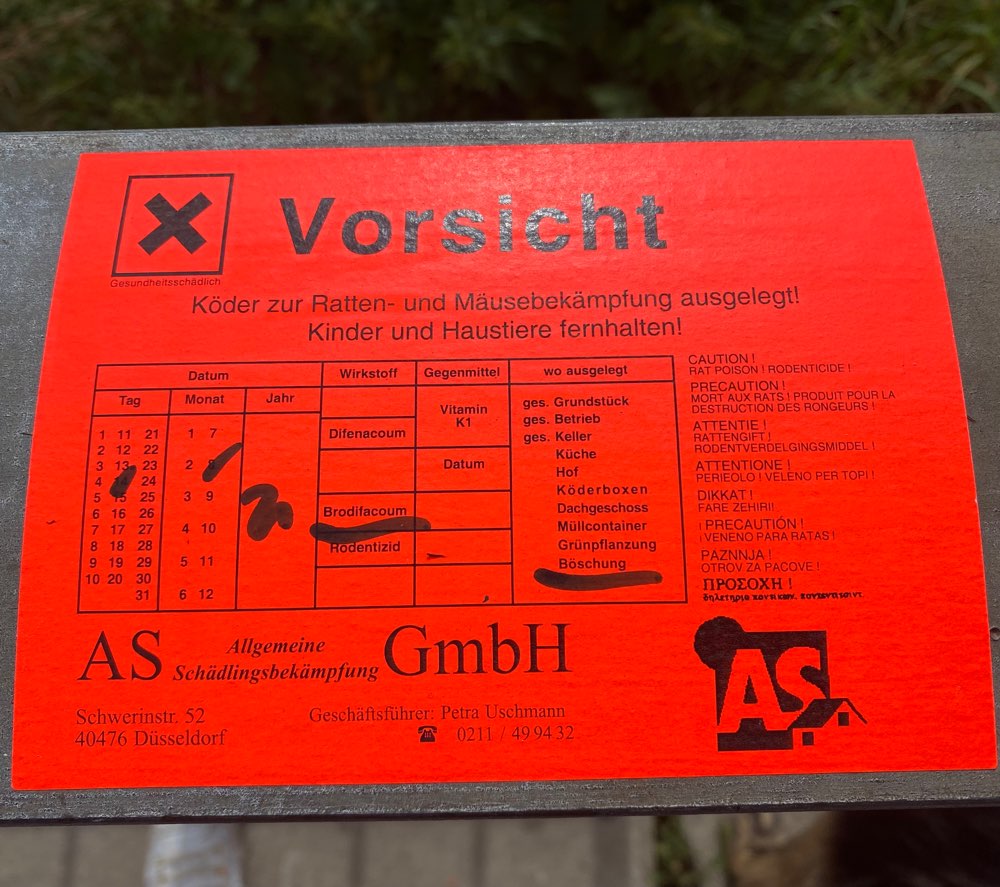 Vorsicht
Gesundheitsschädlich
Köder zur Ratten- und Mäusebekämpfung ausgelegt!
Kinder und Haustiere fernhalten!
Datum Wirkstoff Gegenmittel wo ausgelegt
Tag Monat Jahr
1 11 21 1 7
2 12 22
3 13 23 2
4 24
5 15 25 3 9
6 16 26
7 17 27 4 10
8 18 28
9 19 29 5 11
10 20 30
31 6 12
Difenacoum
Brodifacoum
Rodentizid
Vitamin
K1
Datum
ges. Grundstück
ges. Betrieb
ges. Keller
Küche
Hof
Köderboxen
Dachgeschoss
Müllcontainer
Grünpflanzung
Böschung
CAUTION !
RAT POISON ! RODENTICIDE !
PRECAUTION !
MORT AUX RATS ! PRODUIT POUR LA
DESTRUCTION DES RONGEURS !
ATTENTIE !
RATTENGIFT !
RODENTVERDELGINGSMIDDEL !
ATTENTIONE !
PERIEOLO ! VELENO PER TOPI !
DIKKAT !
FARE ZEHIRI!
¡ PRECAUTIÓN !
¡ VENENO PARA RATAS !
PAZNNJA !
OTROV ZA PACOVE !
ΠΡΟΣΟΧΗ !
AS Allgemeine Schädlingsbekämpfung GmbH
Schwerinstr. 52
40476 Düsseldorf
Geschäftsführer: Petra Uschmann
☎ 0211 / 49 94 32
AS